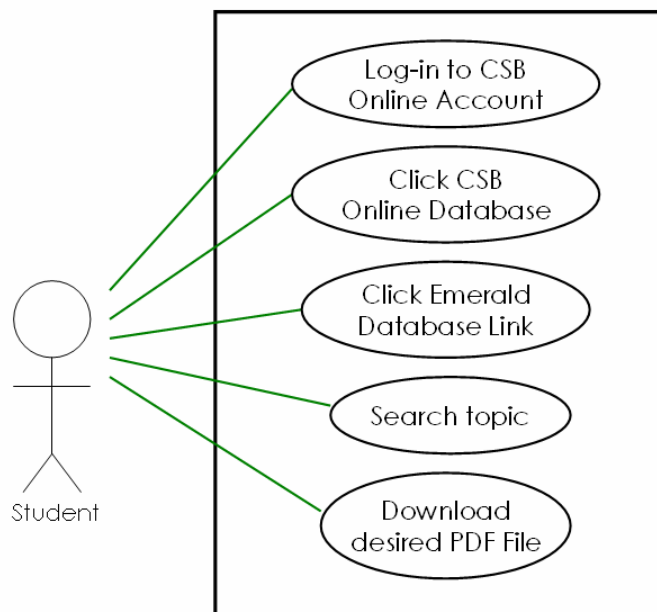 Log-in to CSB
Online Account
Click CSB
Online Database
Click Emerald
Database Link
Search topic
Student
Download
desired PDF File